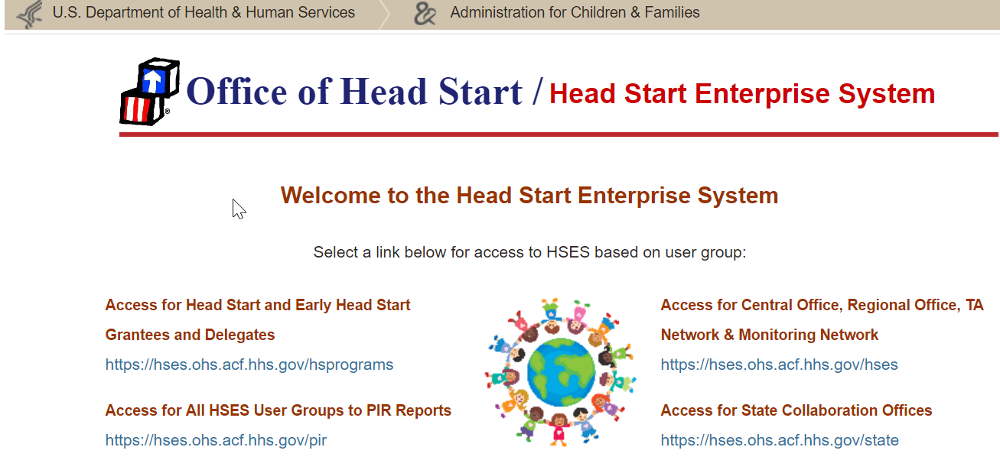 U.S. Department of Health & Human Services
Administration for Children & Families
Office of Head Start / Head Start Enterprise System
®
Welcome to the Head Start Enterprise System
Select a link below for access to HSES based on user group:
Access for Head Start and Early Head Start
Grantees and Delegates
https://hses.ohs.acf.hhs.gov/hsprograms
Access for All HSES User Groups to PIR Reports
https://hses.ohs.acf.hhs.gov/pir
Access for Central Office, Regional Office, TA
Network & Monitoring Network
https://hses.ohs.acf.hhs.gov/hses
Access for State Collaboration Offices
https://hses.ohs.acf.hhs.gov/state